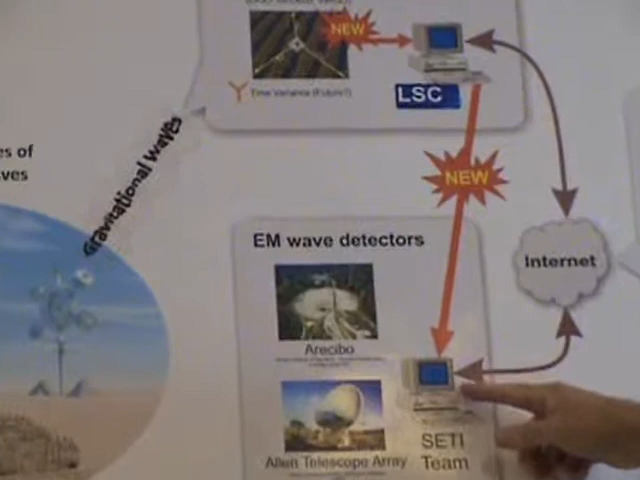 NEW
Time Variance (Future?)
LSC
es of
ves
Gravitational waves
NEW
EM wave detectors
Internet
Arecibo
SETI
Team
Allen Telescope Array